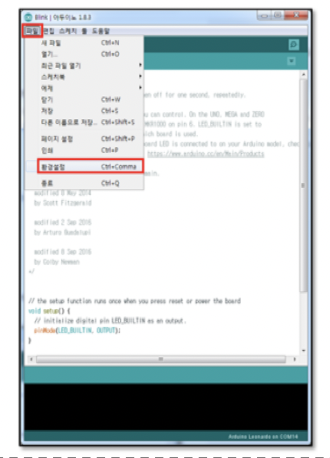 Blink | 아두이노 1.8.3
파일 편집 스케치 툴 도움말
새 파일 Ctrl+N
열기... Ctrl+O
최근 파일 열기
스케치북
예제
닫기 Ctrl+W
저장 Ctrl+S
다른 이름으로 저장... Ctrl+Shift+S
페이지 설정 Ctrl+Shift+P
인쇄 Ctrl+P
환경설정 Ctrl+Comma
종료 Ctrl+Q
en off for one second, repeatedly.
ou can control. On the UNO, MEGA and ZERO
MKR1000 on pin 6. LED_BUILTIN is set to
ich board is used.
oard LED is connected to on your Arduino model, chec
https://www.arduino.cc/en/Main/Products
modified 8 May 2014
by Scott Fitzgerald
modified 2 Sep 2016
by Arturo Guadalupi
modified 8 Sep 2016
by Colby Newman
*/
// the setup function runs once when you press reset or power the board
void setup() {
// initialize digital pin LED_BUILTIN as an output.
pinMode(LED_BUILTIN, OUTPUT);
}
Arduino Leonardo on COM14